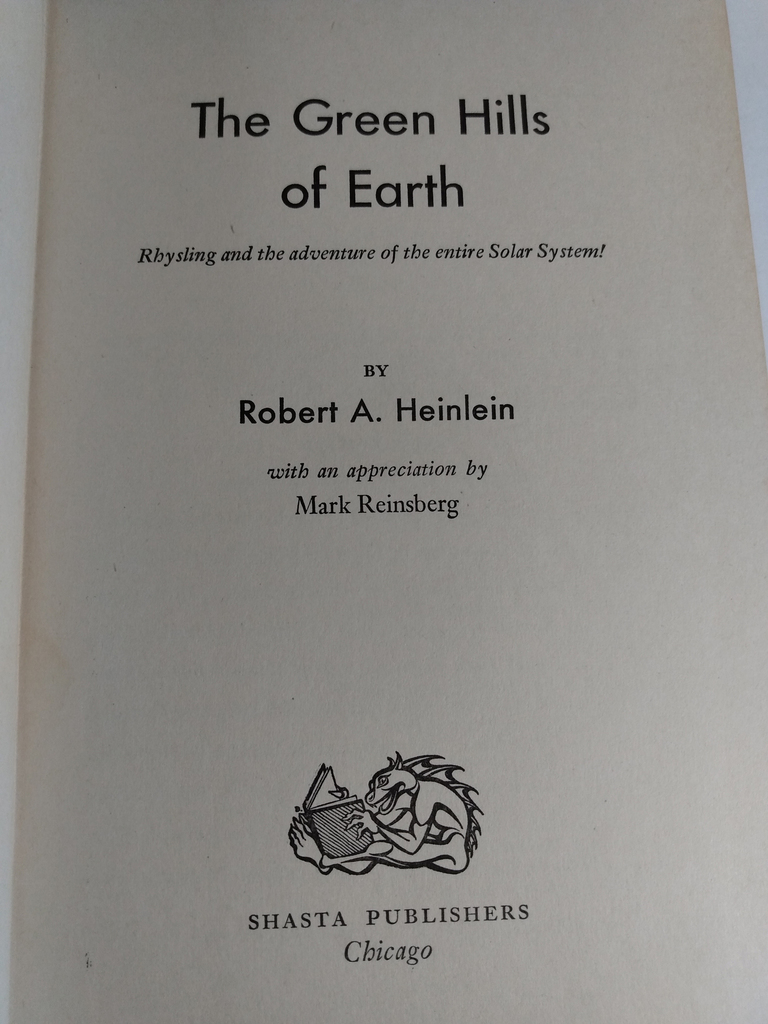 The Green Hills
of Earth
Rhysling and the adventure of the entire Solar System!
BY
Robert A. Heinlein
with an appreciation by
Mark Reinsberg
SHASTA PUBLISHERS
Chicago